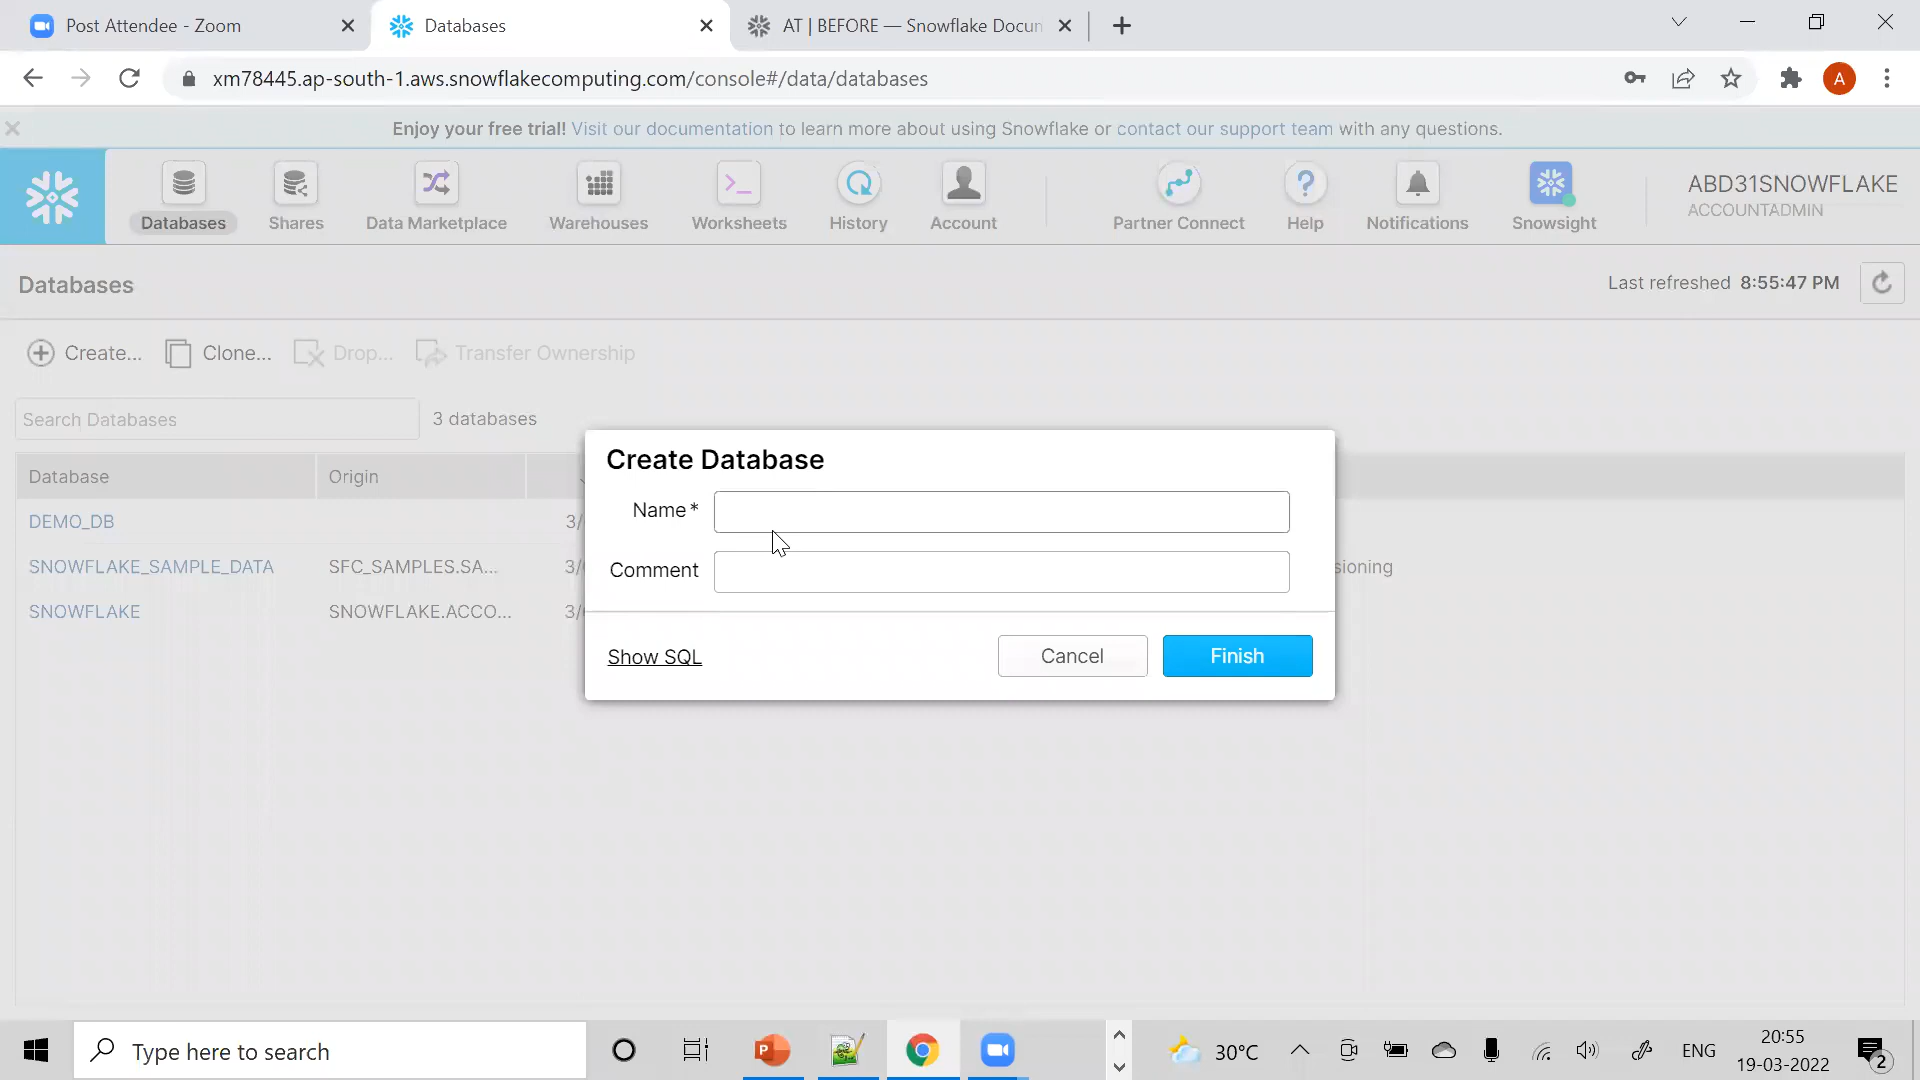 Post Attendee - Zoom
Databases
AT | BEFORE — Snowflake Docun
xm78445.ap-south-1.aws.snowflakecomputing.com/console#/data/databases
A
Enjoy your free trial! Visit our documentation to learn more about using Snowflake or contact our support team with any questions.
Databases
Shares
Data Marketplace
Warehouses
Worksheets
History
Account
Partner Connect
Help
Notifications
Snowsight
ABD31SNOWFLAKE
ACCOUNTADMIN
Databases
Last refreshed 8:55:47 PM
Create...
Clone...
Drop...
Transfer Ownership
Search Databases
3 databases
Database
Origin
DEMO_DB
3/
SNOWFLAKE_SAMPLE_DATA
SFC_SAMPLES.SA...
3/
sioning
SNOWFLAKE
SNOWFLAKE.ACCO...
3/
Create Database
Name*
Comment
Show SQL
Cancel
Finish
Type here to search
30°C
ENG
20:55
19-03-2022
2